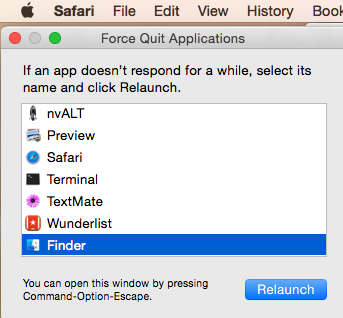 Safari File Edit View History
Force Quit Applications
If an app doesn't respond for a while, select its
name and click Relaunch.
nvALT
Preview
Safari
Terminal
TextMate
Wunderlist
Finder
You can open this window by pressing
Command-Option-Escape.
Relaunch